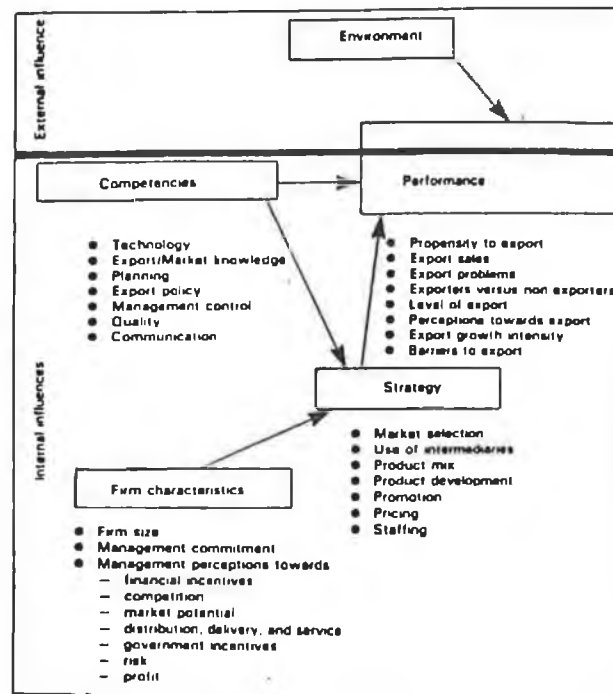 External influence
Environment
Competencies
Performance
● Technology
● Export/Market knowledge
● Planning
● Export policy
● Management control
● Quality
● Communication
● Propensity to export
● Export sales
● Export problems
● Exporters versus non exporters
● Level of export
● Perceptions towards export
● Export growth intensity
● Barriers to export
Internal influences
Strategy
● Market selection
● Use of intermediaries
● Product mix
● Product development
● Promotion
● Pricing
● Staffing
Firm characteristics
● Firm size
● Management commitment
● Management perceptions towards
– financial incentives
– competition
– market potential
– distribution, delivery, and service
– government incentives
– risk
– profit